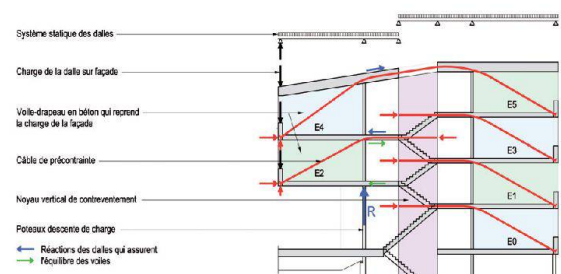 Système statique des dalles
Charge de la dalle sur façade
Voile-drapeau en béton qui reprend
la charge de la façade
E4
E5
E3
Câble de précontrainte
E2
E1
Noyau vertical de contreventement
R
Poteaux descente de charge
E0
Réactions des dalles qui assurent
l'équilibre des voiles